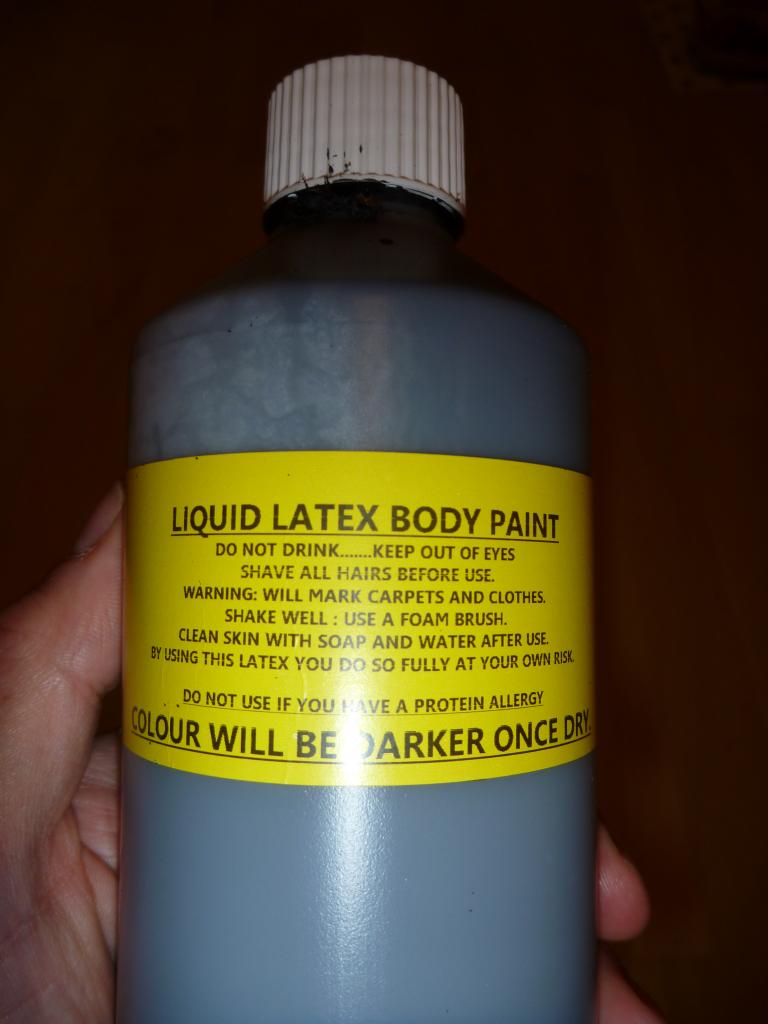 LIQUID LATEX BODY PAINT
DO NOT DRINK.......KEEP OUT OF EYES
SHAVE ALL HAIRS BEFORE USE.
WARNING: WILL MARK CARPETS AND CLOTHES.
SHAKE WELL : USE A FOAM BRUSH.
CLEAN SKIN WITH SOAP AND WATER AFTER USE.
BY USING THIS LATEX YOU DO SO FULLY AT YOUR OWN RISK.
DO NOT USE IF YOU HAVE A PROTEIN ALLERGY
COLOUR WILL BE DARKER ONCE DRY.